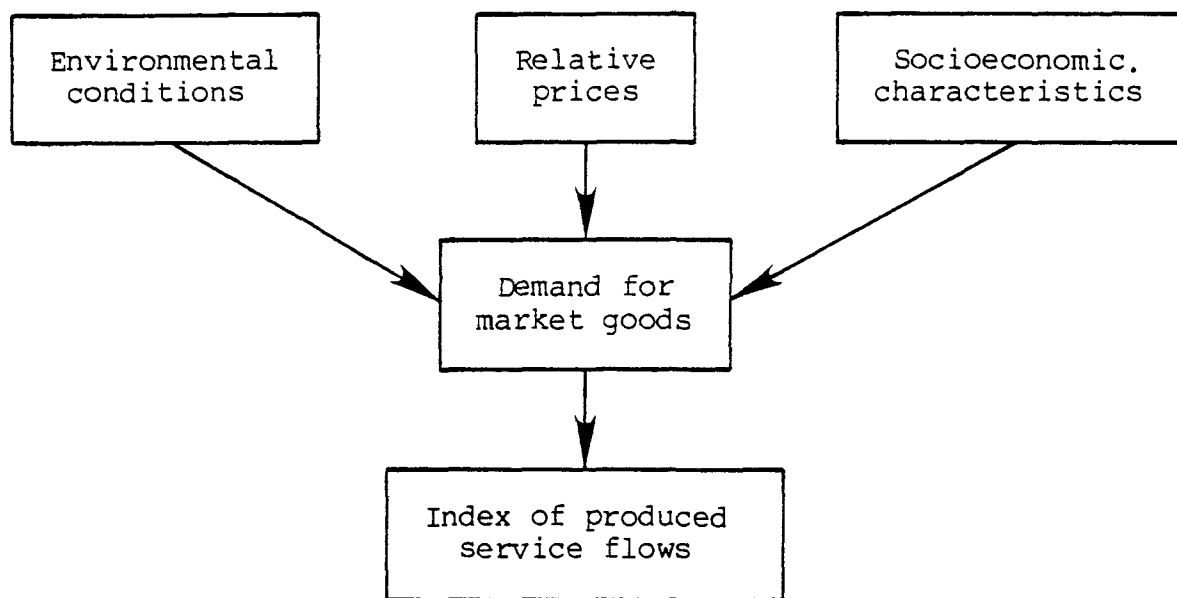 Environmental
conditions
Relative
prices
Socioeconomic.
characteristics
Demand for
market goods
Index of produced
service flows